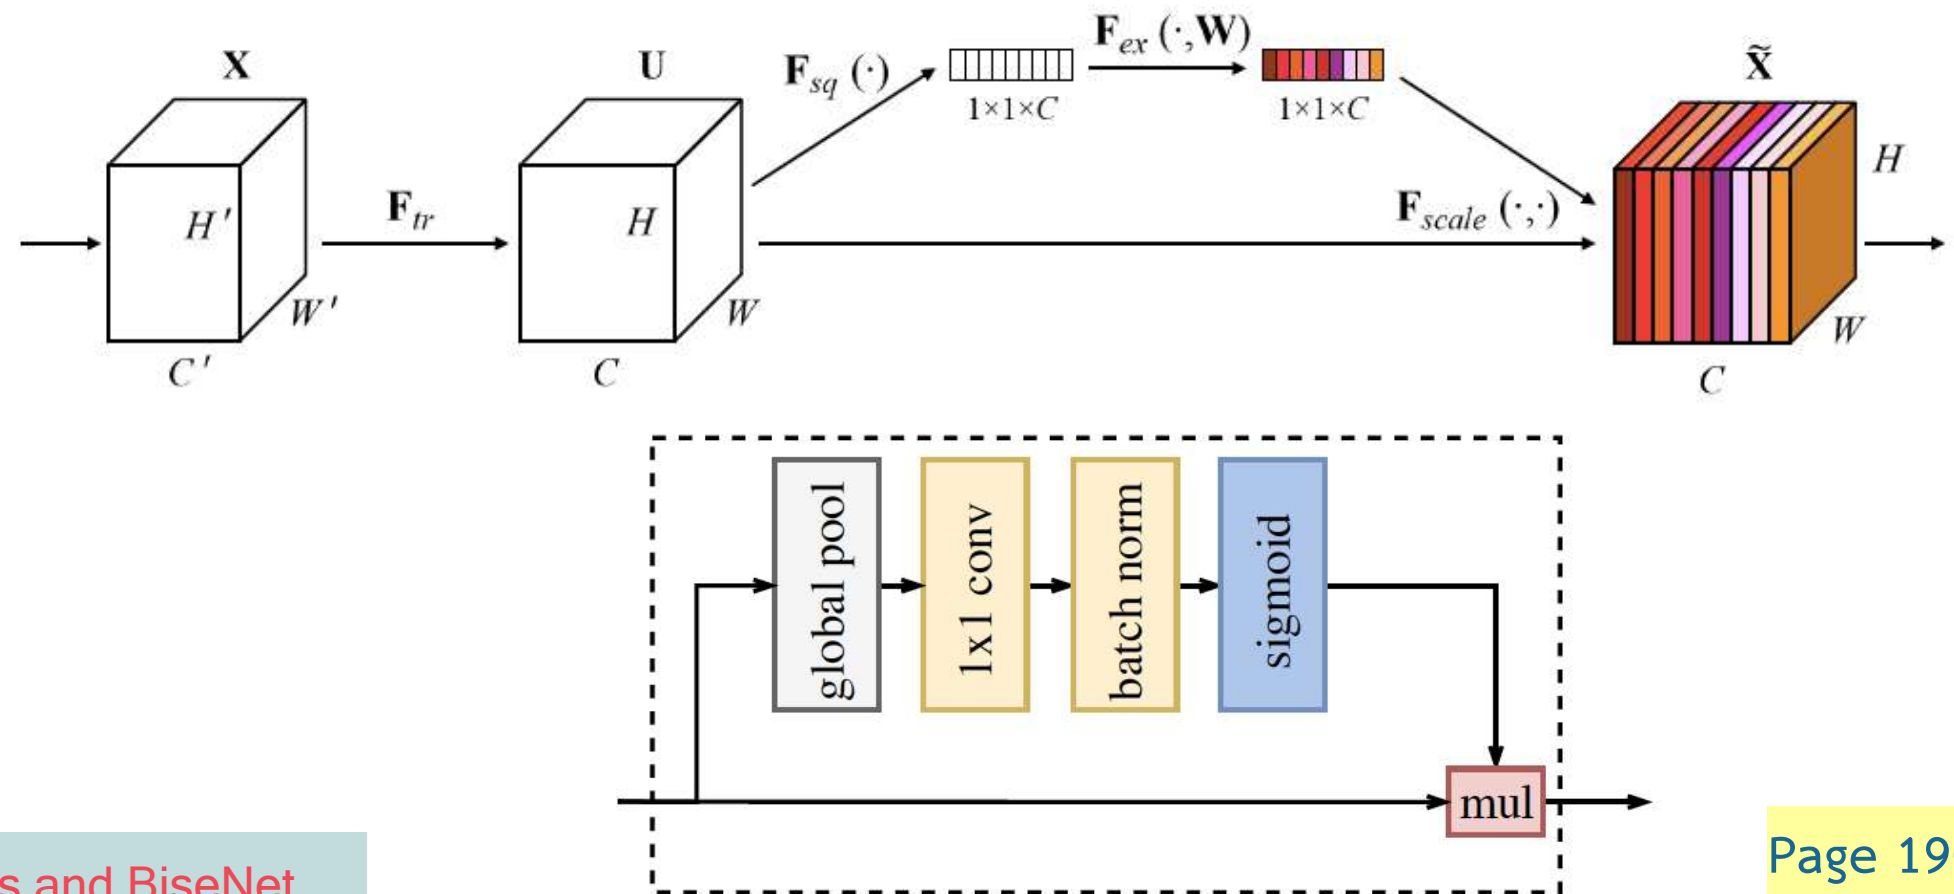 X
U
F_sq (·)
F_ex (·,W)
X̃
1×1×C
1×1×C
H'
F_tr
H
F_scale (·,·)
H
W'
W
W
C'
C
C
global pool
1x1 conv
batch norm
sigmoid
mul
and BiseNet
Page 19